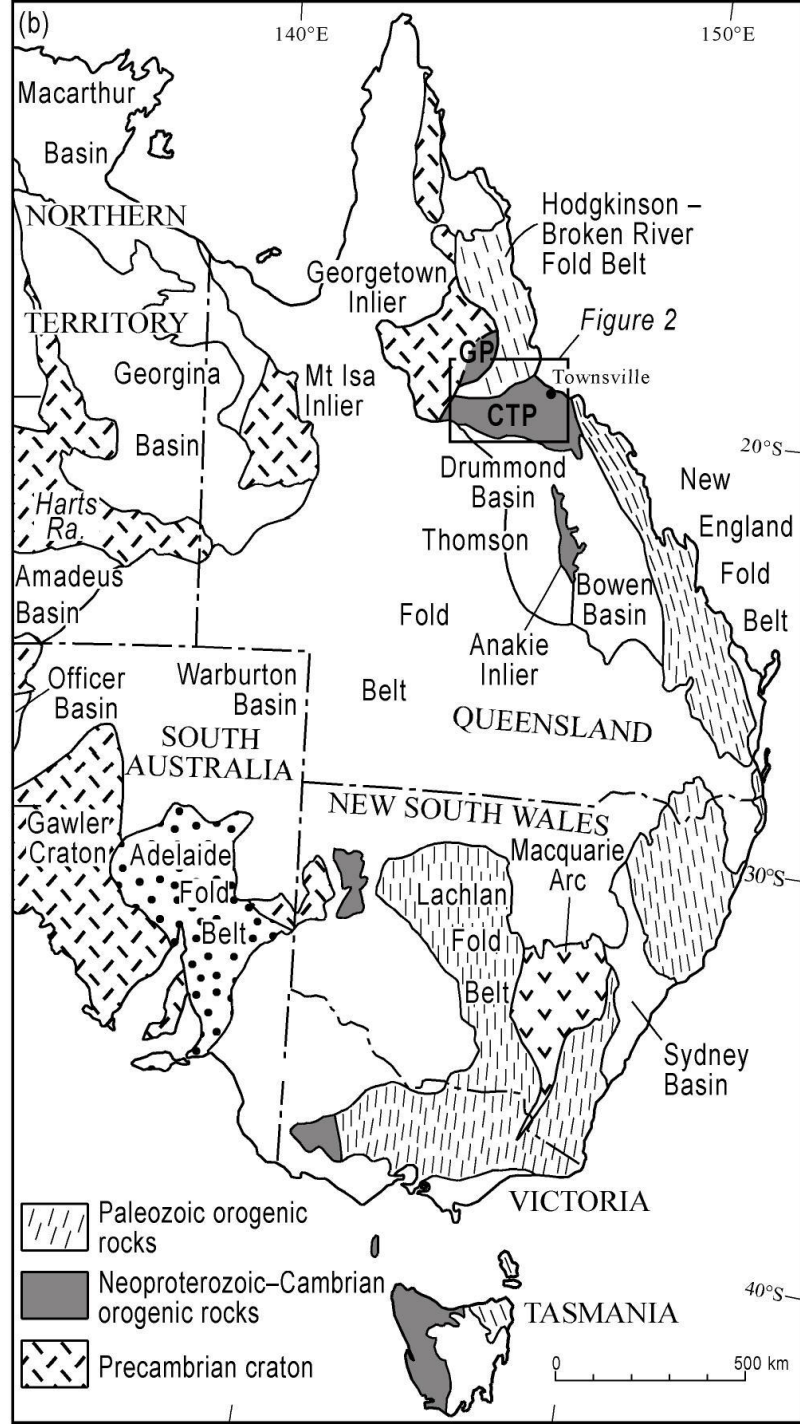 (b)
140°E
150°E
Macarthur
Basin
NORTHERN
TERRITORY
Hodgkinson –
Broken River
Fold Belt
Georgetown
Inlier
Figure 2
GP
Townsville
CTP
Georgina
Basin
Mt Isa
Inlier
20°S
Drummond
Basin
New
England
Fold
Belt
Harts
Ra.
Thomson
Fold
Belt
Bowen
Basin
Anakie
Inlier
Amadeus
Basin
Officer
Basin
Warburton
Basin
QUEENSLAND
SOUTH
AUSTRALIA
NEW SOUTH WALES
Gawler
Craton
Adelaide
Fold
Belt
Macquarie
Arc
30°S
Lachlan
Fold
Belt
Sydney
Basin
VICTORIA
Paleozoic orogenic
rocks
Neoproterozoic–Cambrian
orogenic rocks
Precambrian craton
40°S
TASMANIA
0
500 km